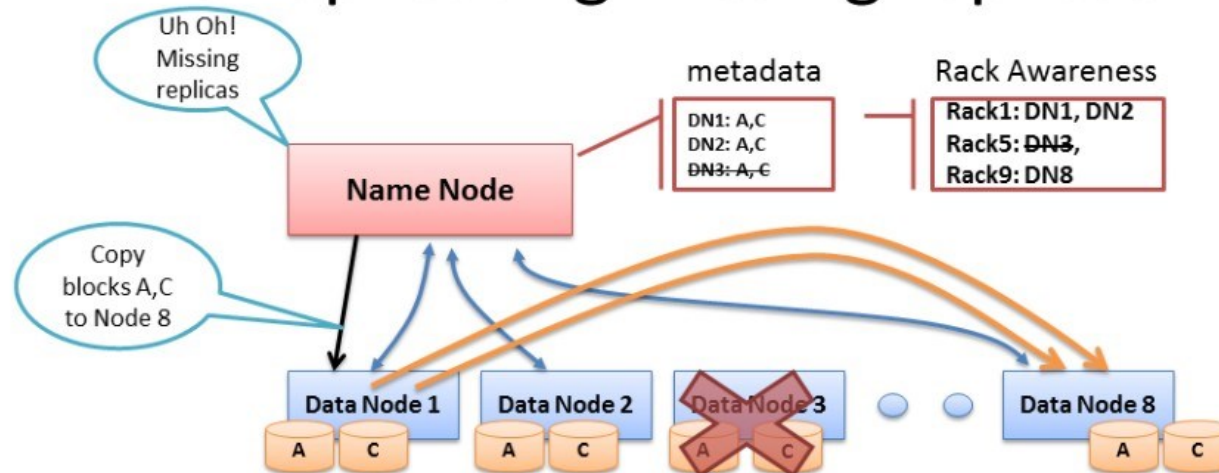 Uh Oh!
Missing
replicas
metadata
Rack Awareness
DN1: A,C
DN2: A,C
DN3: A, C
Rack1: DN1, DN2
Rack5: DN3,
Rack9: DN8
Name Node
Copy
blocks A,C
to Node 8
Data Node 1
Data Node 2
Data Node 3
Data Node 8
A C
A C
A C
A C